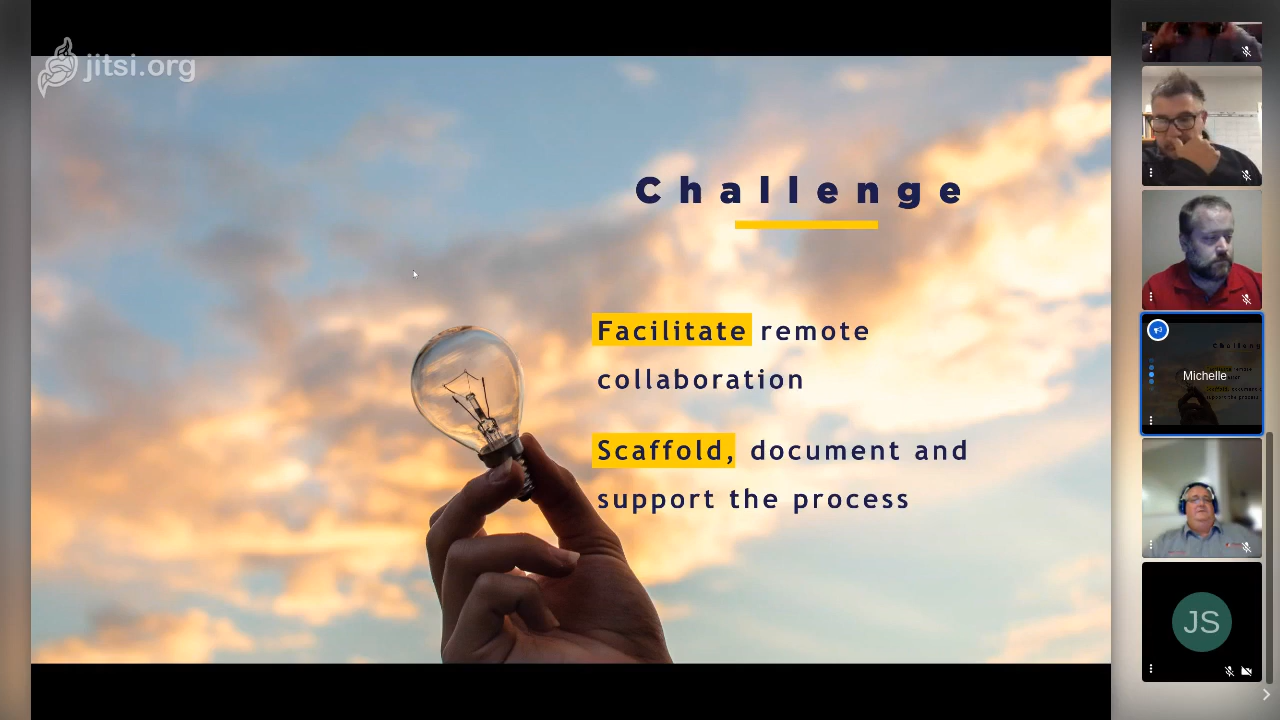 jitsi.org
Challenge
Facilitate remote
collaboration
Scaffold, document and
support the process
Michelle
JS